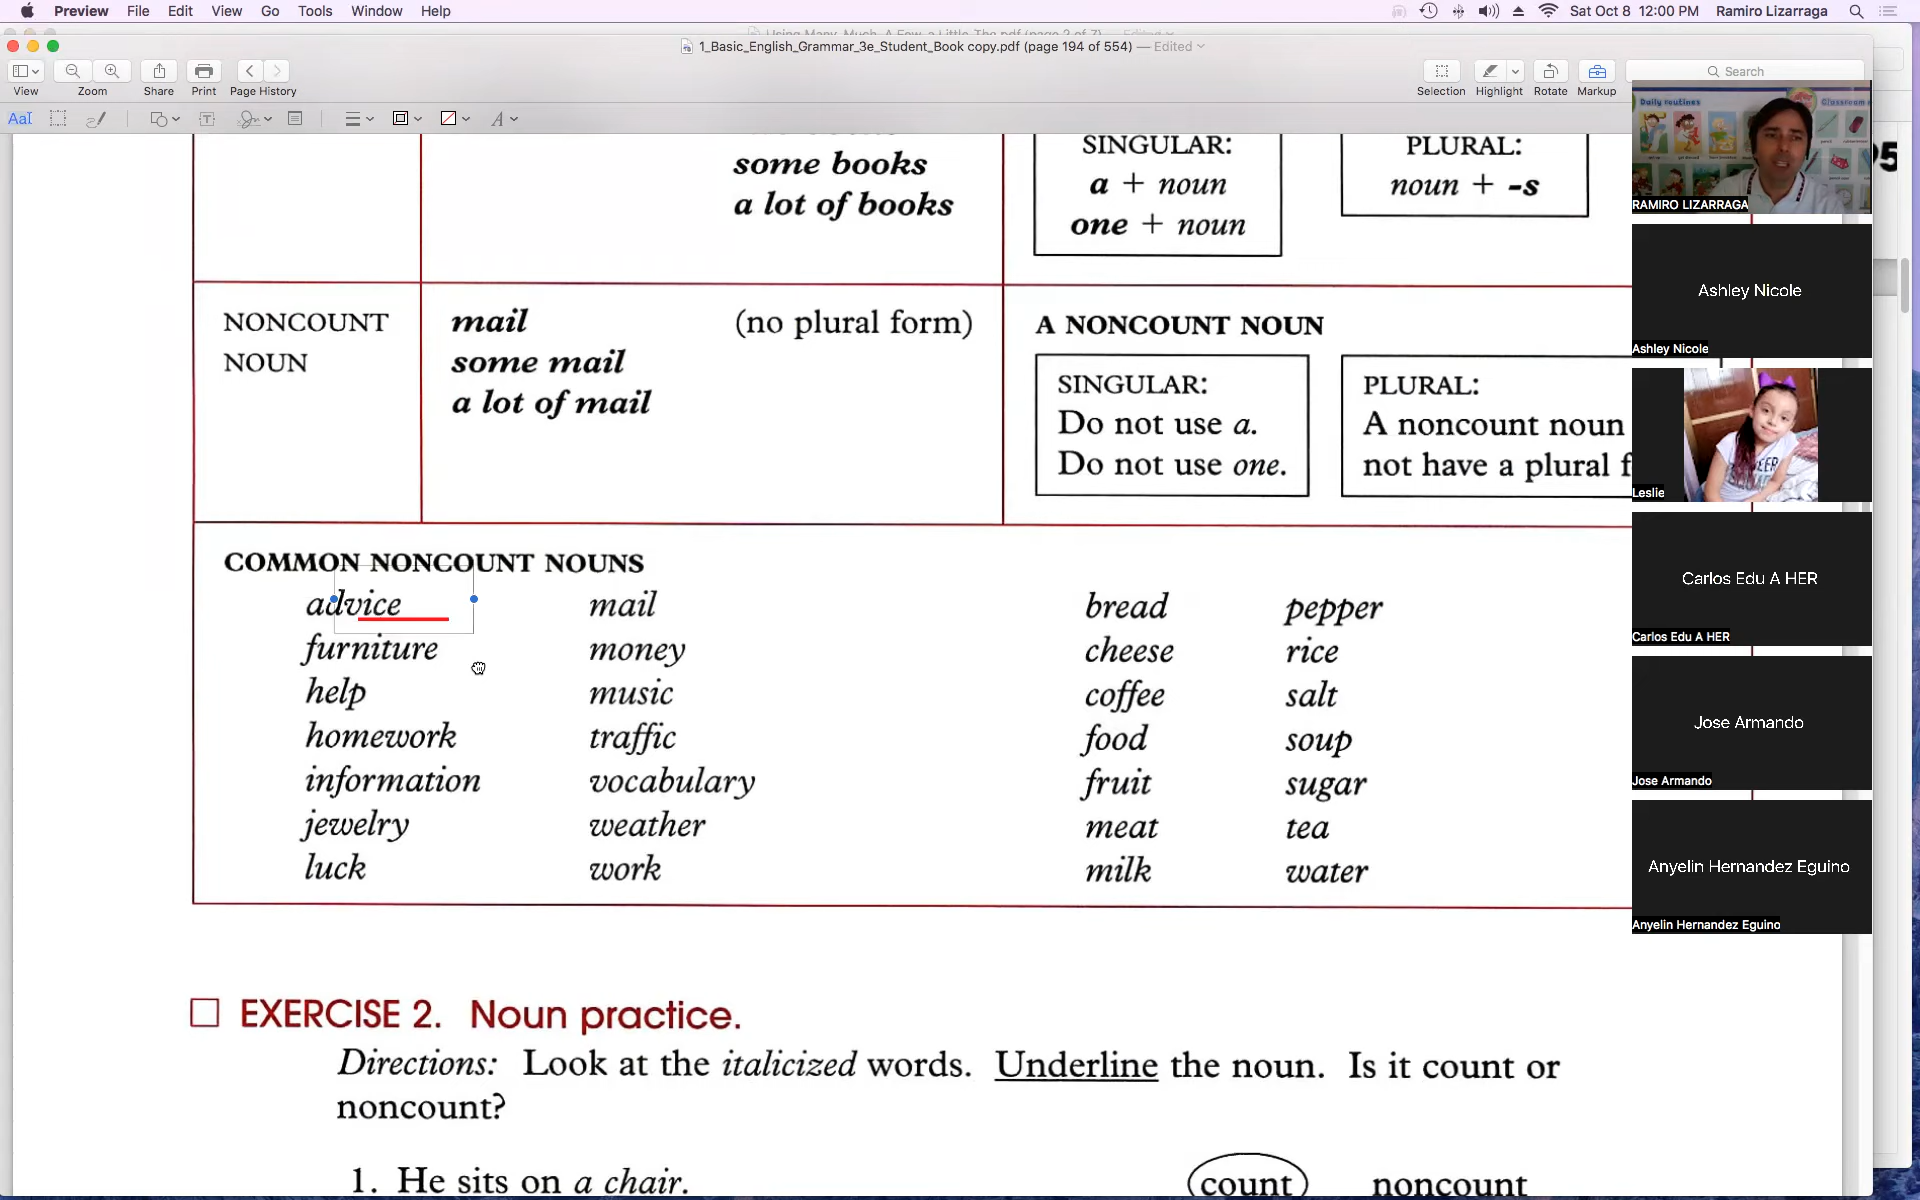 Preview File Edit View Go Tools Window Help
Sat Oct 8 12:00 PM Ramiro Lizarraga
1_Basic_English_Grammar_3e_Student_Book copy.pdf (page 194 of 554) — Edited
View Zoom Share Print Page History
Selection Highlight Rotate Markup
Search
AaI
some books
a lot of books
SINGULAR:
a + noun
one + noun
PLURAL:
noun + -s
NONCOUNT
NOUN
mail
some mail
a lot of mail
(no plural form)
A NONCOUNT NOUN
SINGULAR:
Do not use a.
Do not use one.
PLURAL:
A noncount noun
not have a plural f
COMMON NONCOUNT NOUNS
advice mail bread pepper
furniture money cheese rice
help music coffee salt
homework traffic food soup
information vocabulary fruit sugar
jewelry weather meat tea
luck work milk water
EXERCISE 2. Noun practice.
Directions: Look at the italicized words. Underline the noun. Is it count or
noncount?
1. He sits on a chair. count noncount
Daily routines
RAMIRO LIZARRAGA
Ashley Nicole
Ashley Nicole
Leslie
Carlos Edu A HER
Carlos Edu A HER
Jose Armando
Jose Armando
Anyelin Hernandez Eguino
Anyelin Hernandez Eguino